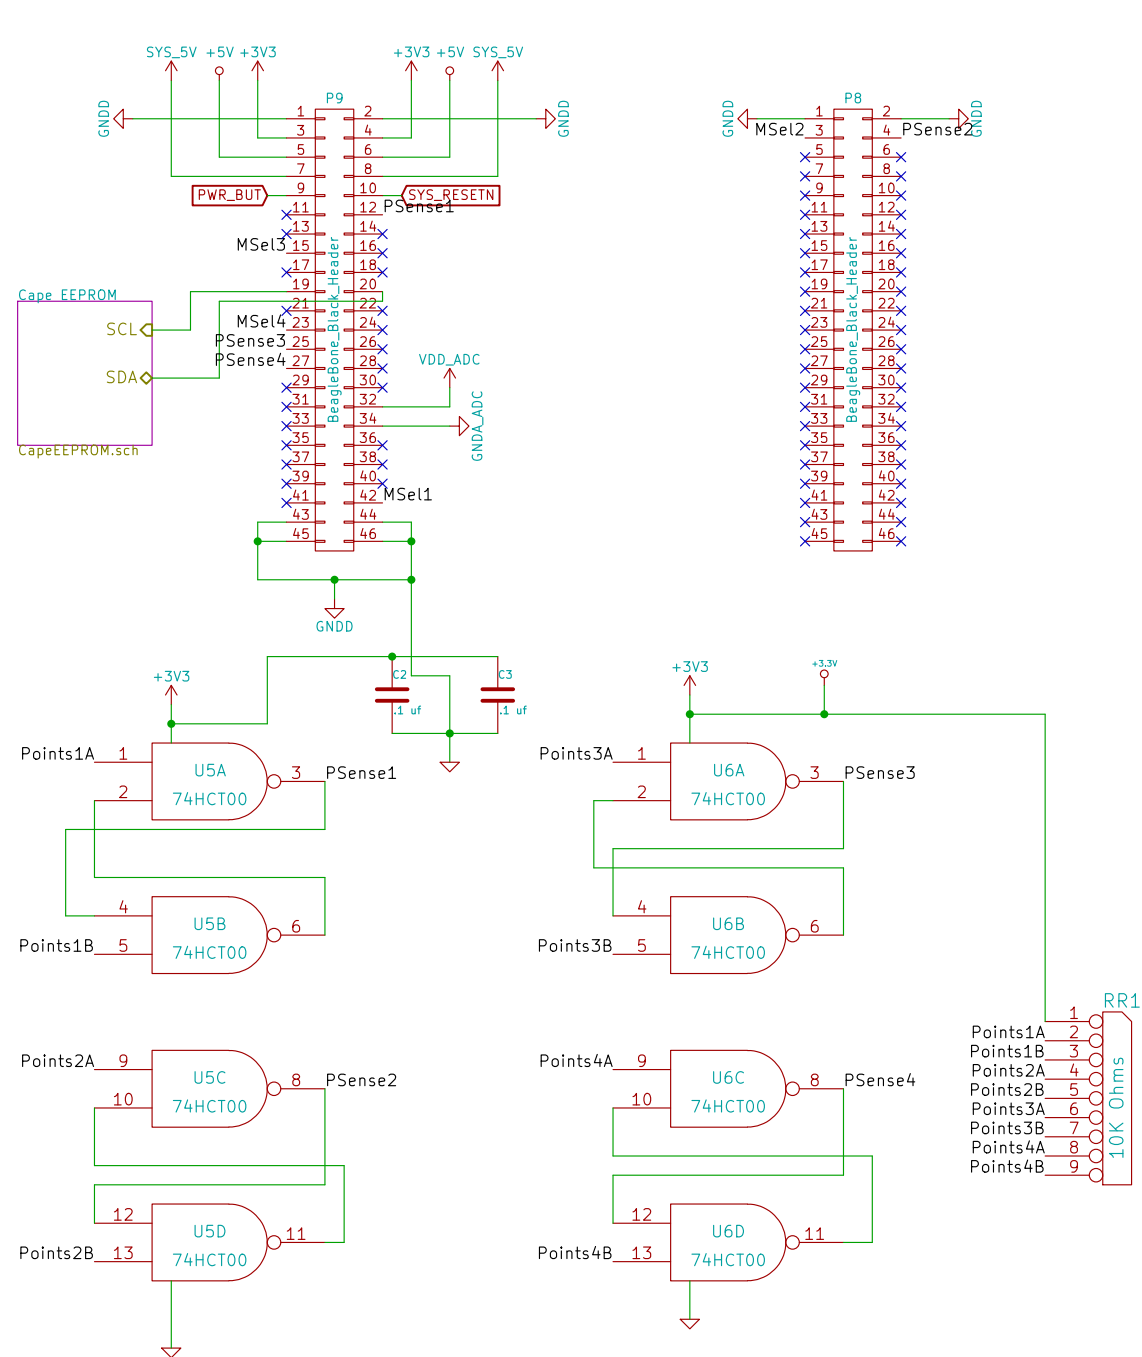 SYS_5V +5V +3V3 +3V3 +5V SYS_5V
P9 P8
GNDD 1 2 GNDD GNDD 1 2 GNDD
3 4 MSel2 3 4 PSense2
5 6 5 6
7 8 7 8
PWR_BUT 9 10 SYS_RESETN 9 10
11 12 PSense1 11 12
13 14 13 14
MSel3 15 16 15 16
17 18 17 18
Cape EEPROM 19 20 19 20
21 22 21 22
SCL MSel4 23 24 23 24
PSense3 25 26 25 26
PSense4 27 28 VDD_ADC 27 28
SDA 29 30 29 30
31 32 31 32
33 34 GNDA_ADC 33 34
CapeEEPROM.sch 35 36 35 36
37 38 37 38
39 40 39 40
41 42 MSel1 41 42
43 44 43 44
45 46 45 46
BeagleBone_Black_Header BeagleBone_Black_Header
GNDD
+3V3 C2 C3 +3V3 +3.3V
.1 uf .1 uf
Points1A 1 U5A 3 PSense1 Points3A 1 U6A 3 PSense3
2 74HCT00 2 74HCT00
4 U5B 6 4 U6B 6
Points1B 5 74HCT00 Points3B 5 74HCT00
RR1
1
Points1A 2
Points1B 3
Points2A 4
Points2B 5
Points3A 6
Points3B 7
Points4A 8
Points4B 9
10K Ohms
Points2A 9 U5C 8 PSense2 Points4A 9 U6C 8 PSense4
10 74HCT00 10 74HCT00
12 U5D 11 12 U6D 11
Points2B 13 74HCT00 Points4B 13 74HCT00